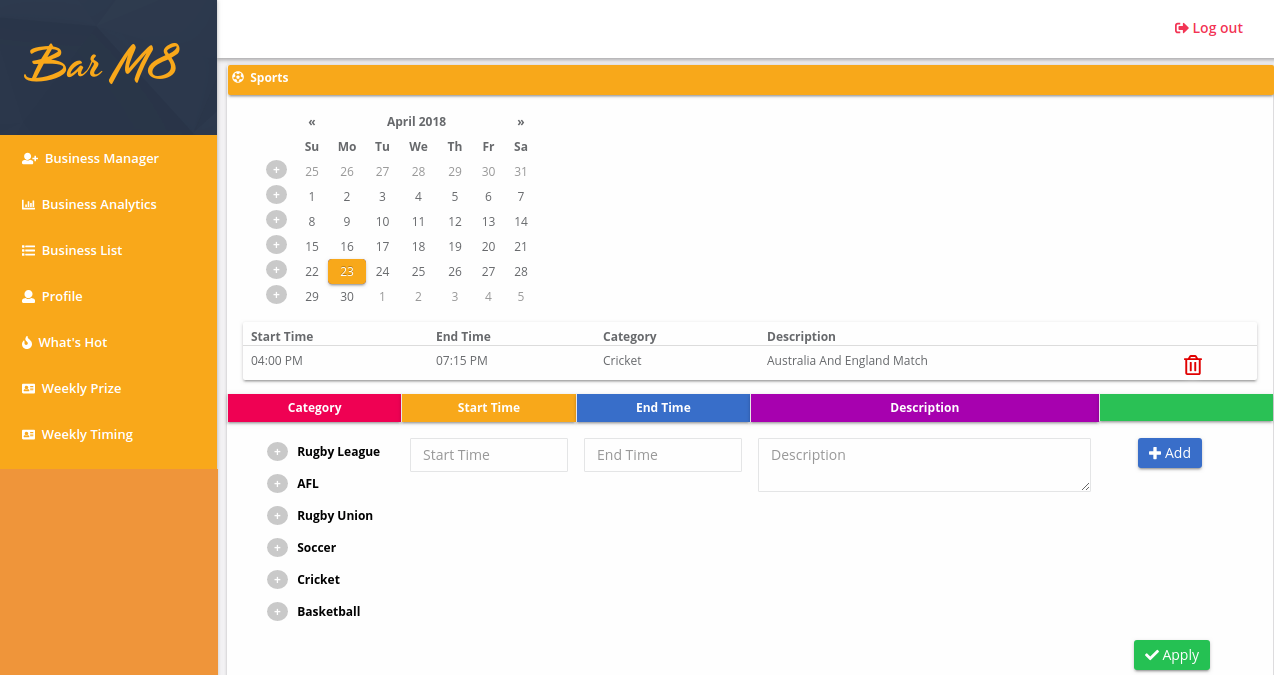 Bar M8
Log out
Sports
Business Manager
Business Analytics
Business List
Profile
What's Hot
Weekly Prize
Weekly Timing
« April 2018 »
Su Mo Tu We Th Fr Sa
+ 25 26 27 28 29 30 31
+ 1 2 3 4 5 6 7
+ 8 9 10 11 12 13 14
+ 15 16 17 18 19 20 21
+ 22 23 24 25 26 27 28
+ 29 30 1 2 3 4 5
Start Time End Time Category Description
04:00 PM 07:15 PM Cricket Australia And England Match
Category Start Time End Time Description
+ Rugby League Start Time End Time Description + Add
+ AFL
+ Rugby Union
+ Soccer
+ Cricket
+ Basketball
Apply